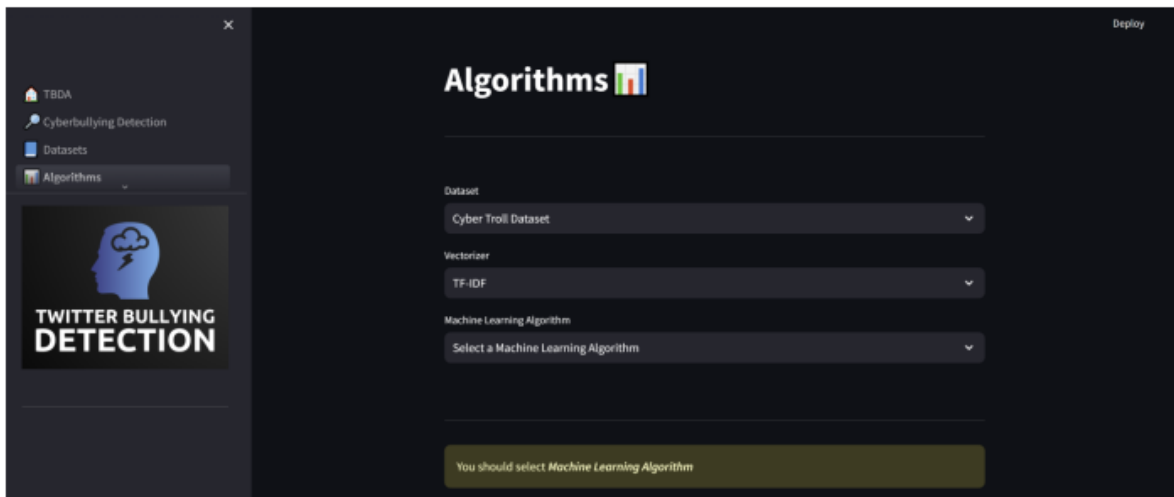 ×
Deploy
TBDA
Cyberbullying Detection
Datasets
Algorithms
TWITTER BULLYING
DETECTION
Algorithms
Dataset
Cyber Troll Dataset
Vectorizer
TF-IDF
Machine Learning Algorithm
Select a Machine Learning Algorithm
You should select Machine Learning Algorithm